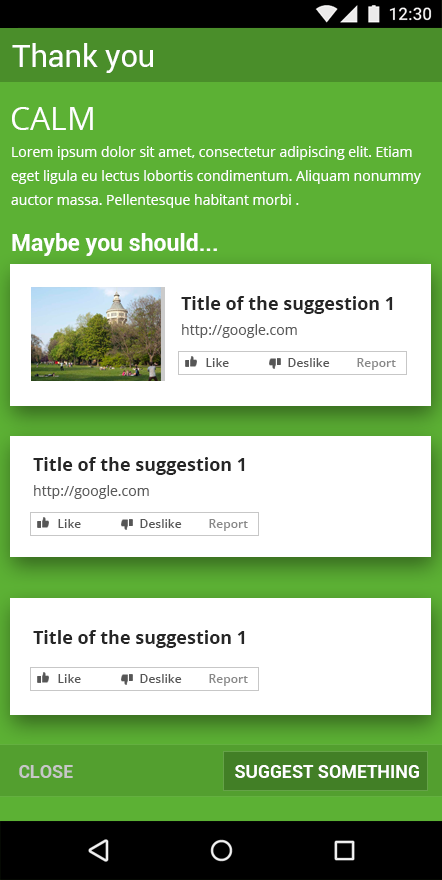 12:30
Thank you
CALM
Lorem ipsum dolor sit amet, consectetur adipiscing elit. Etiam
eget ligula eu lectus lobortis condimentum. Aliquam nonummy
auctor massa. Pellentesque habitant morbi .
Maybe you should...
Title of the suggestion 1
http://google.com
Like Deslike Report
Title of the suggestion 1
http://google.com
Like Deslike Report
Title of the suggestion 1
Like Deslike Report
CLOSE SUGGEST SOMETHING